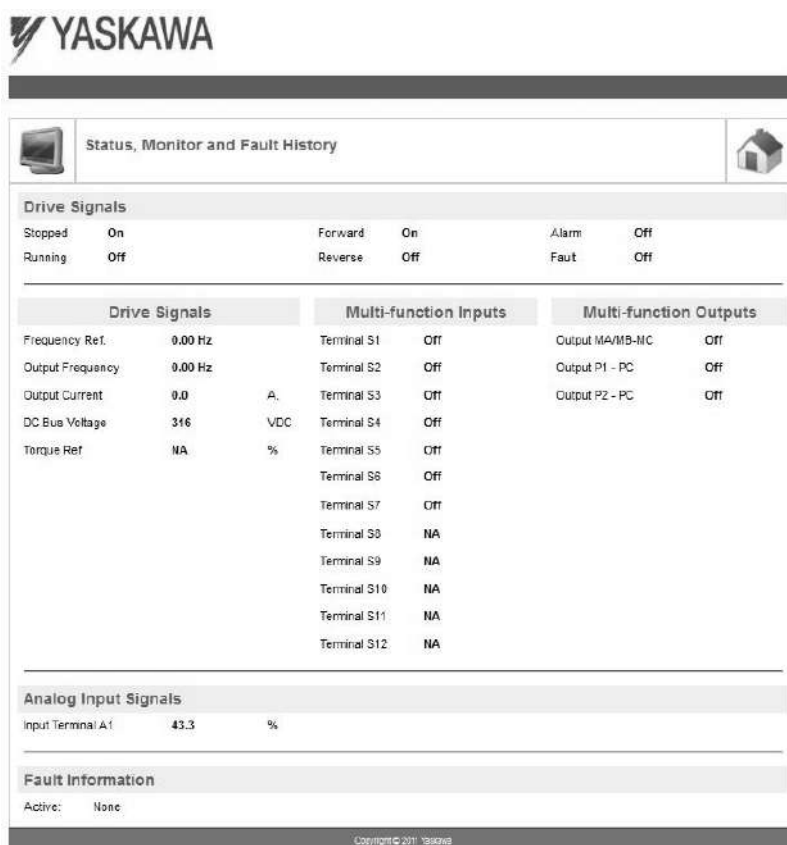 YASKAWA
Status, Monitor and Fault History
Drive Signals
Stopped On Forward On Alarm Off
Running Off Reverse Off Faut Off
Drive Signals Multi-function Inputs Multi-function Outputs
Frequency Ref. 0.00 Hz Terminal S1 Off Output MA/MB-MC Off
Output Frequency 0.00 Hz Terminal S2 Off Output P1 - PC Off
Output Current 0.0 A. Terminal S3 Off Output P2 - PC Off
DC Bus Voltage 316 VDC Terminal S4 Off
Torque Ref NA % Terminal S5 Off
Terminal S6 Off
Terminal S7 Off
Terminal S8 NA
Terminal S9 NA
Terminal S10 NA
Terminal S11 NA
Terminal S12 NA
Analog Input Signals
Input Terminal A1 43.3 %
Fault Information
Active: None
Copyright © 2011 Yaskawa